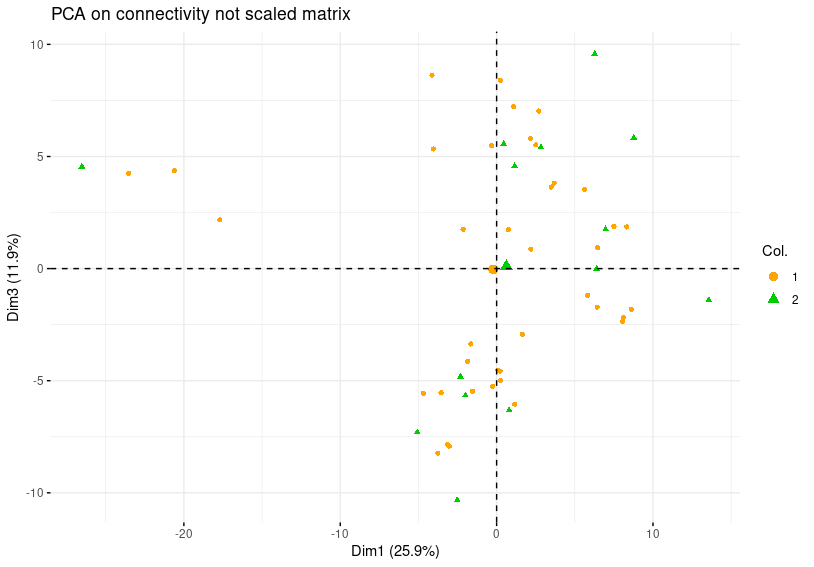 PCA on connectivity not scaled matrix
10
5
0
-5
-10
Dim3 (11.9%)
-20
-10
0
10
Dim1 (25.9%)
Col.
1
2